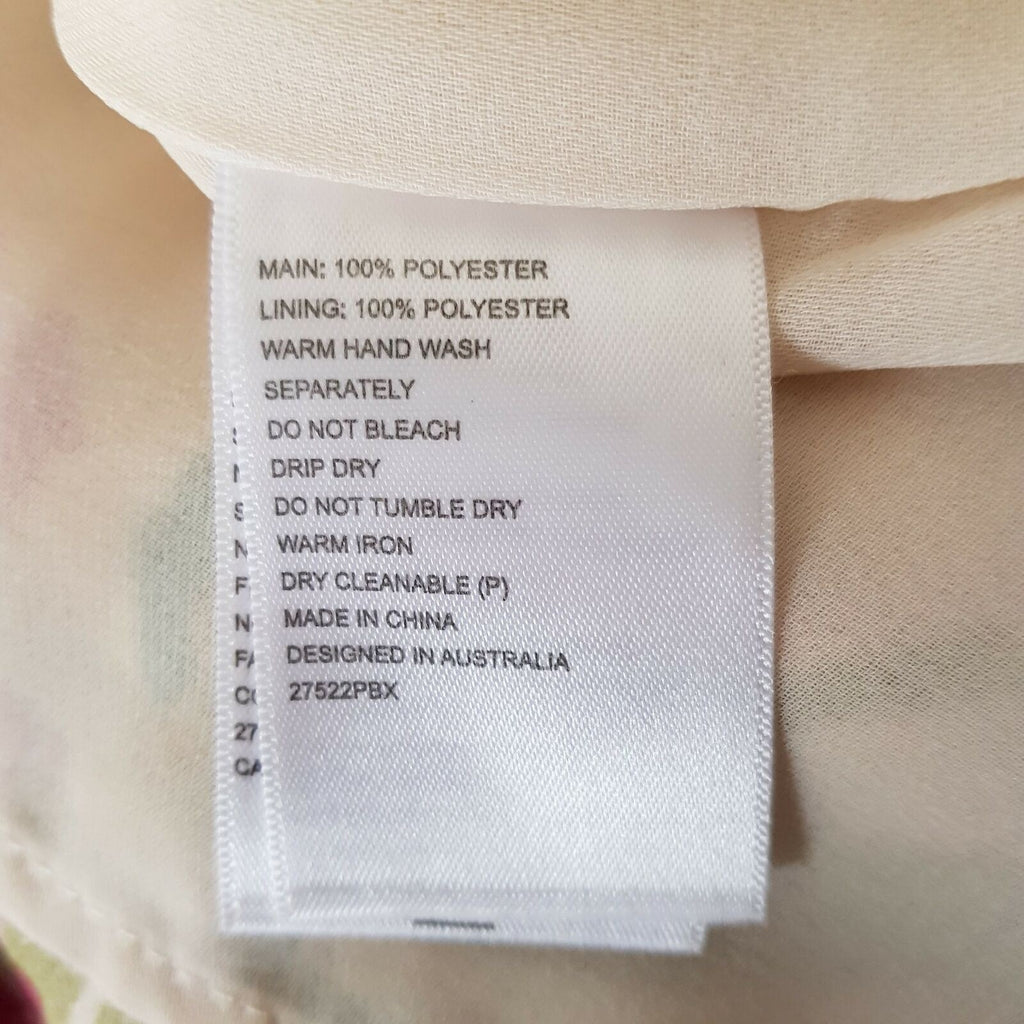 MAIN: 100% POLYESTER
LINING: 100% POLYESTER
WARM HAND WASH
SEPARATELY
DO NOT BLEACH
DRIP DRY
DO NOT TUMBLE DRY
WARM IRON
DRY CLEANABLE (P)
MADE IN CHINA
DESIGNED IN AUSTRALIA
27522PBX